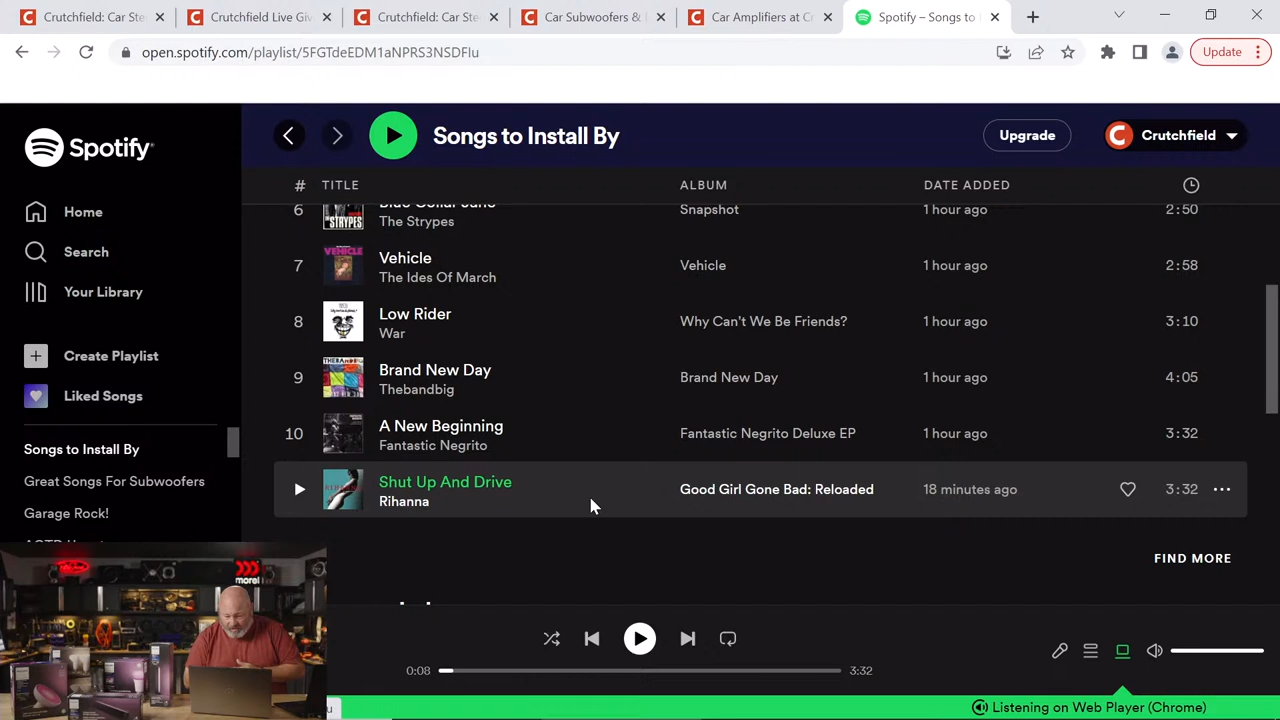 Crutchfield: Car Ste
Crutchfield Live Giv
Crutchfield: Car Ste
Car Subwoofers &
Car Amplifiers at Cr
Spotify – Songs to
open.spotify.com/playlist/5FGTdeEDM1aNPRS3NSDFIu
Update
Spotify
Songs to Install By
Upgrade
Crutchfield
Home
Search
Your Library
Create Playlist
Liked Songs
Songs to Install By
Great Songs For Subwoofers
Garage Rock!
# TITLE ALBUM DATE ADDED
6 Blue Collar Jane Snapshot 1 hour ago 2:50
The Strypes
7 Vehicle Vehicle 1 hour ago 2:58
The Ides Of March
8 Low Rider Why Can't We Be Friends? 1 hour ago 3:10
War
9 Brand New Day Brand New Day 1 hour ago 4:05
Thebandbig
10 A New Beginning Fantastic Negrito Deluxe EP 1 hour ago 3:32
Fantastic Negrito
Shut Up And Drive Good Girl Gone Bad: Reloaded 18 minutes ago 3:32
Rihanna
FIND MORE
morel
0:08
3:32
Listening on Web Player (Chrome)